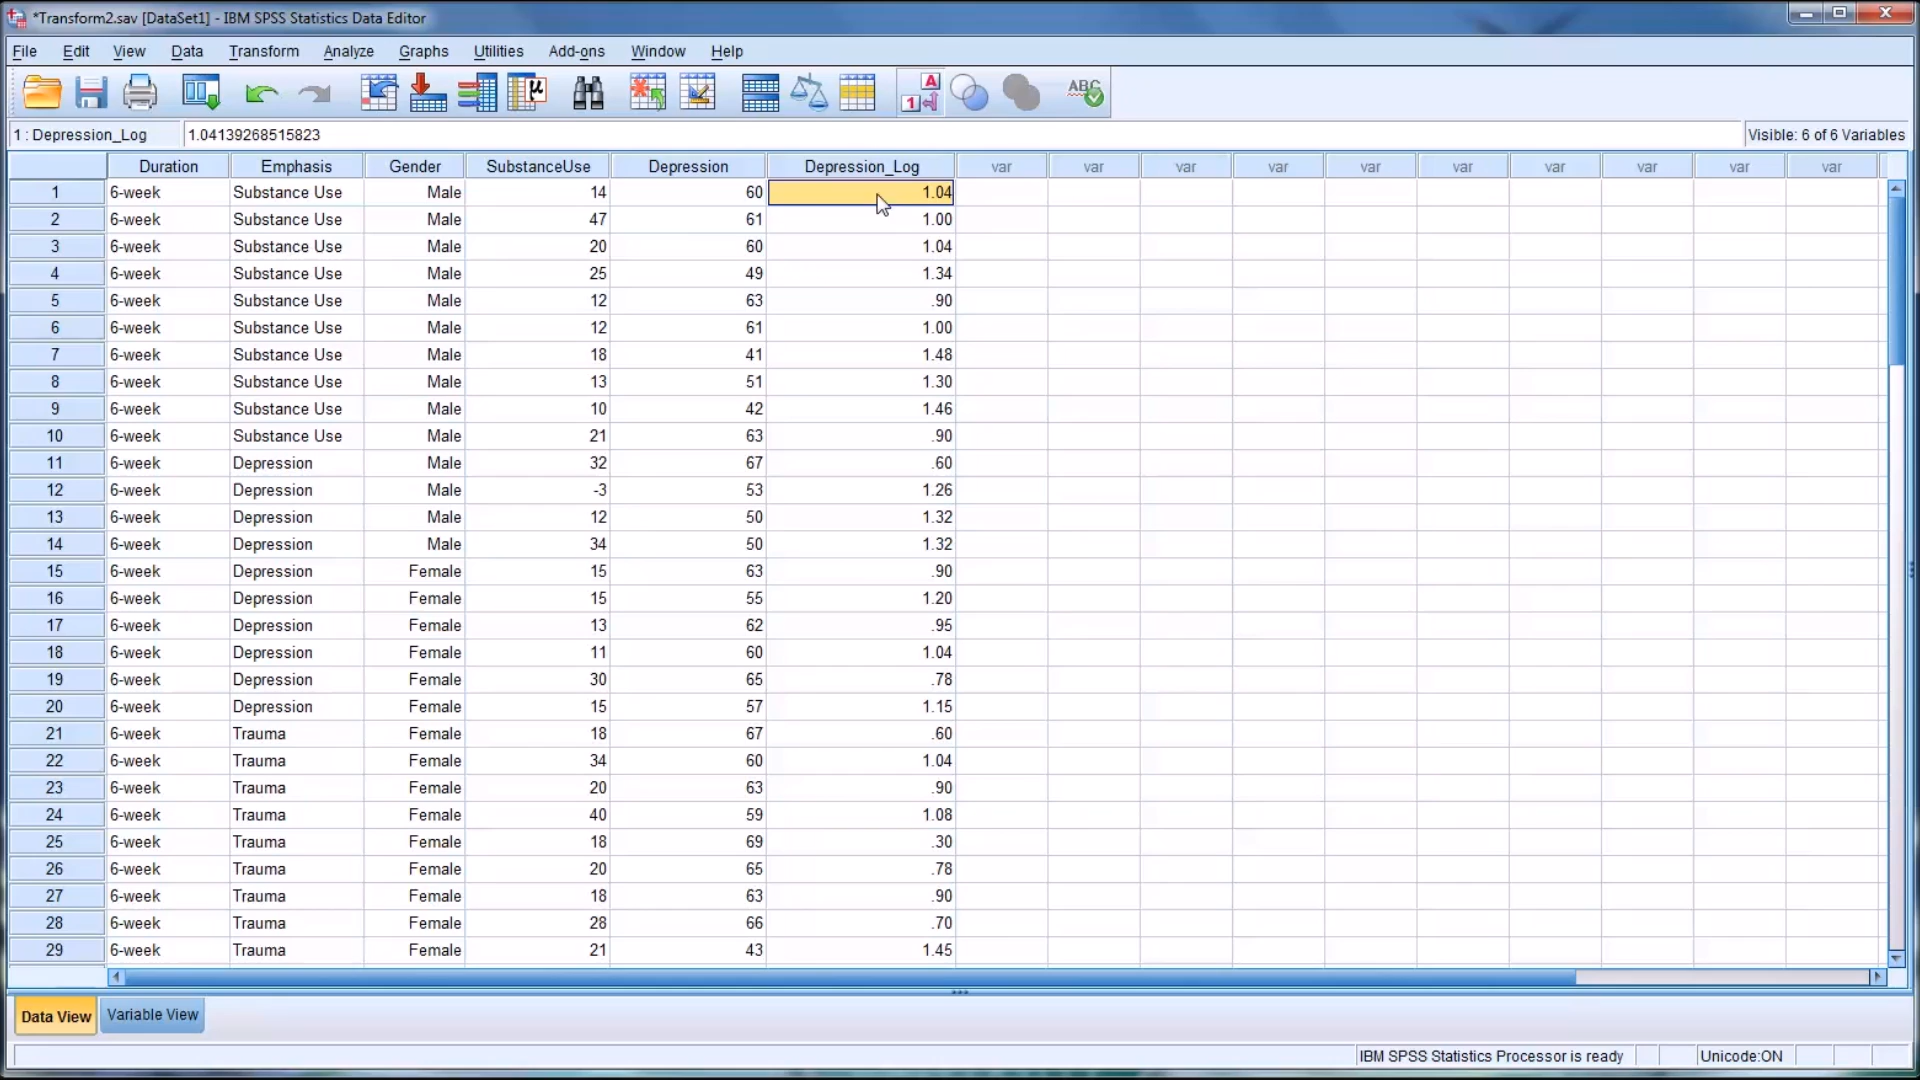 *Transform2.sav [DataSet1] - IBM SPSS Statistics Data Editor
File Edit View Data Transform Analyze Graphs Utilities Add-ons Window Help
1 : Depression_Log 1.04139268515823 Visible: 6 of 6 Variables
Duration Emphasis Gender SubstanceUse Depression Depression_Log var var var var var var var var var var
1 6-week Substance Use Male 14 60 1.04
2 6-week Substance Use Male 47 61 1.00
3 6-week Substance Use Male 20 60 1.04
4 6-week Substance Use Male 25 49 1.34
5 6-week Substance Use Male 12 63 .90
6 6-week Substance Use Male 12 61 1.00
7 6-week Substance Use Male 18 41 1.48
8 6-week Substance Use Male 13 51 1.30
9 6-week Substance Use Male 10 42 1.46
10 6-week Substance Use Male 21 63 .90
11 6-week Depression Male 32 67 .60
12 6-week Depression Male -3 53 1.26
13 6-week Depression Male 12 50 1.32
14 6-week Depression Male 34 50 1.32
15 6-week Depression Female 15 63 .90
16 6-week Depression Female 15 55 1.20
17 6-week Depression Female 13 62 .95
18 6-week Depression Female 11 60 1.04
19 6-week Depression Female 30 65 .78
20 6-week Depression Female 15 57 1.15
21 6-week Trauma Female 18 67 .60
22 6-week Trauma Female 34 60 1.04
23 6-week Trauma Female 20 63 .90
24 6-week Trauma Female 40 59 1.08
25 6-week Trauma Female 18 69 .30
26 6-week Trauma Female 20 65 .78
27 6-week Trauma Female 18 63 .90
28 6-week Trauma Female 28 66 .70
29 6-week Trauma Female 21 43 1.45
Data View Variable View
IBM SPSS Statistics Processor is ready Unicode:ON